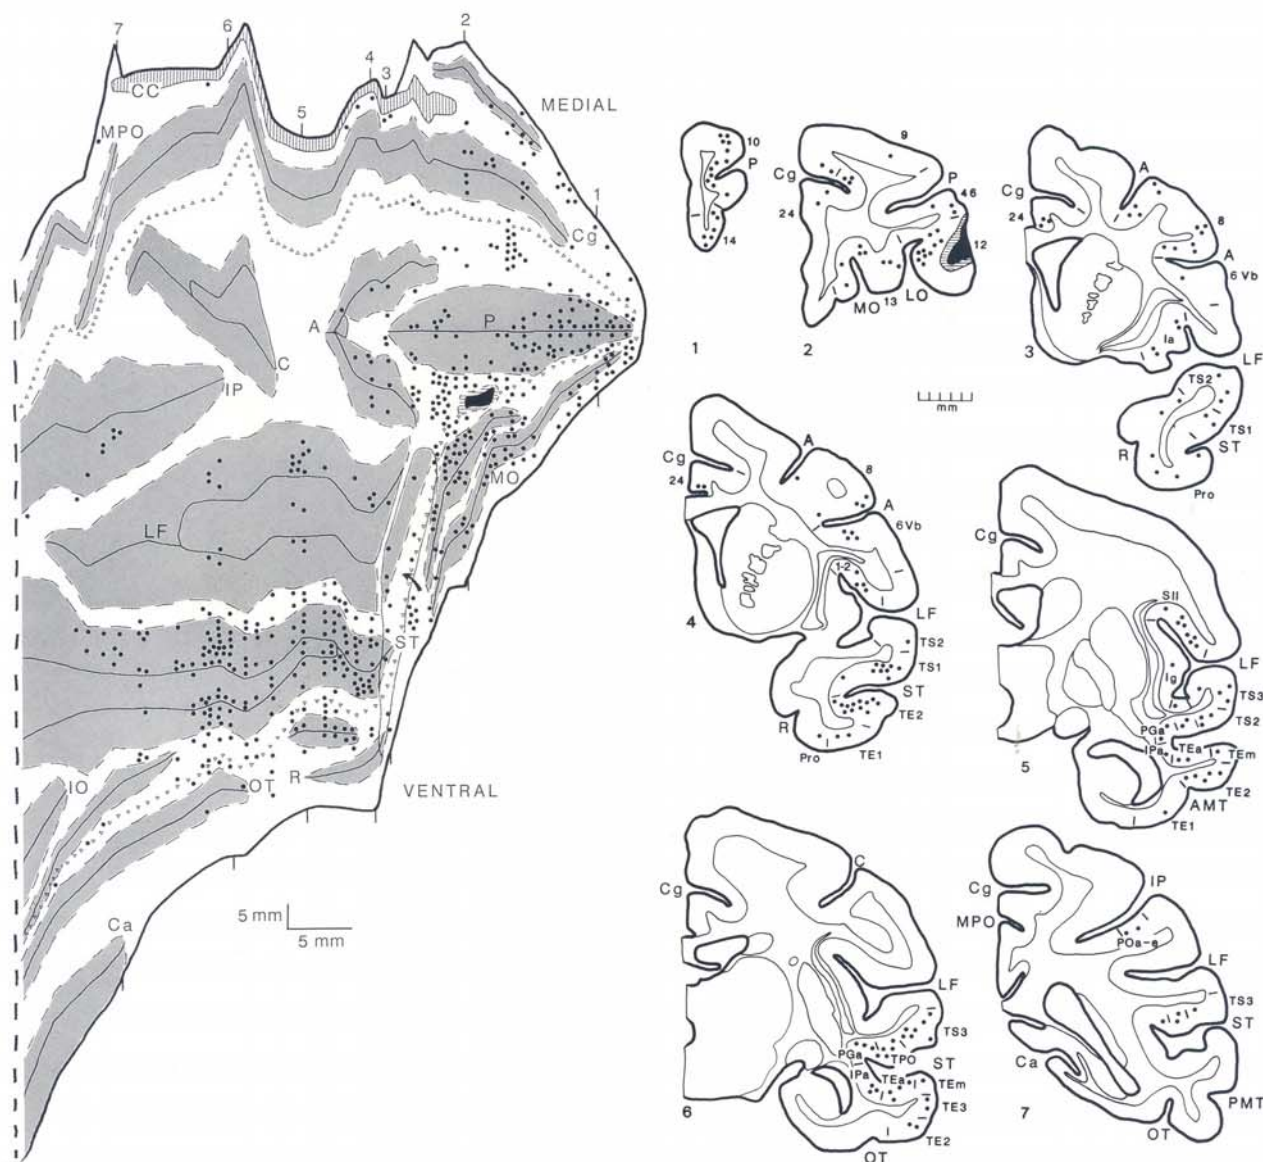 7
6
2
4
3
5
CC
MEDIAL
MPO
1
Cg
A
P
C
IP
MO
LF
ST
IO
OT
R
VENTRAL
Ca
5 mm
5 mm
10
P
14
1
9
Cg
P
24
46
12
MO
13
LO
2
A
Cg
24
8
A
6 Vb
Ia
3
LF
mm
TS2
TS1
R
ST
Pro
A
Cg
24
8
A
6Vb
1-2
4
LF
TS2
TS1
ST
R
TE2
Pro
TE1
Cg
SII
LF
Ig
TS3
TS2
PGa
IPa
TEa
TEm
5
TE2
AMT
TE1
C
Cg
LF
TS3
PGa
TPO
ST
IPa
TEa
TEm
6
TE3
TE2
OT
Cg
IP
MPO
POa-e
LF
TS3
ST
Ca
7
PMT
OT